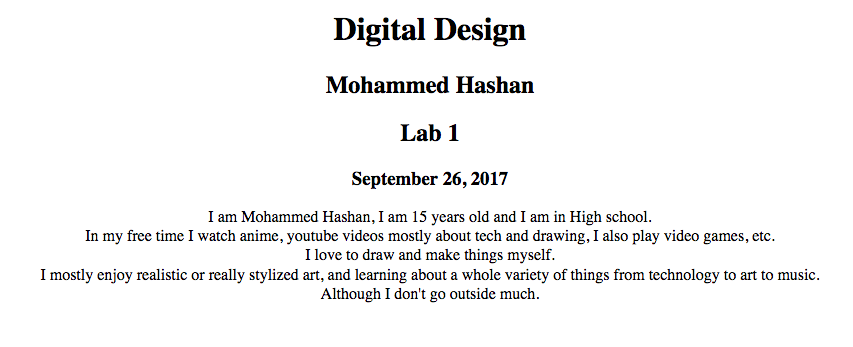 Digital Design
Mohammed Hashan
Lab 1
September 26, 2017
I am Mohammed Hashan, I am 15 years old and I am in High school.
In my free time I watch anime, youtube videos mostly about tech and drawing, I also play video games, etc.
I love to draw and make things myself.
I mostly enjoy realistic or really stylized art, and learning about a whole variety of things from technology to art to music.
Although I don't go outside much.